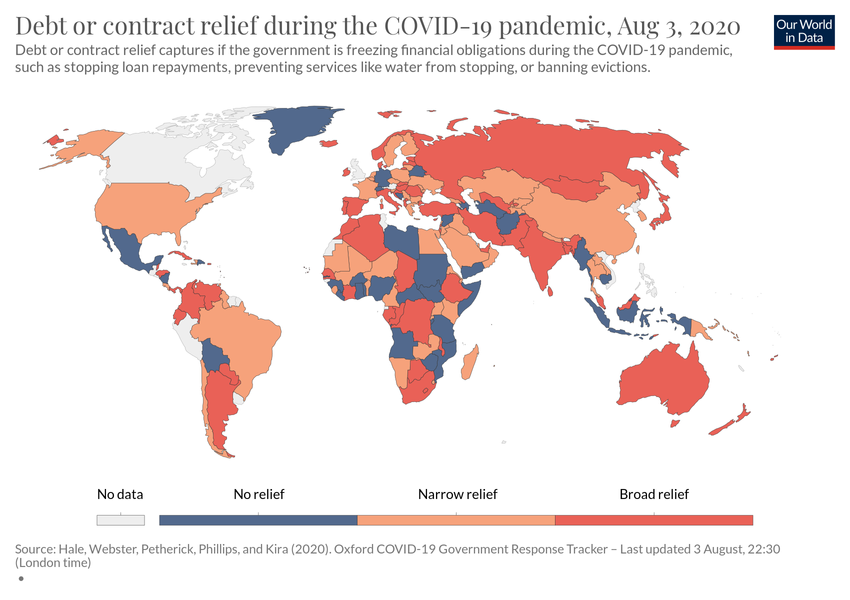 Debt or contract relief during the COVID-19 pandemic, Aug 3, 2020
Our World
in Data
Debt or contract relief captures if the government is freezing financial obligations during the COVID-19 pandemic,
such as stopping loan repayments, preventing services like water from stopping, or banning evictions.
No data
No relief
Narrow relief
Broad relief
Source: Hale, Webster, Petherick, Phillips, and Kira (2020). Oxford COVID-19 Government Response Tracker – Last updated 3 August, 22:30
(London time)